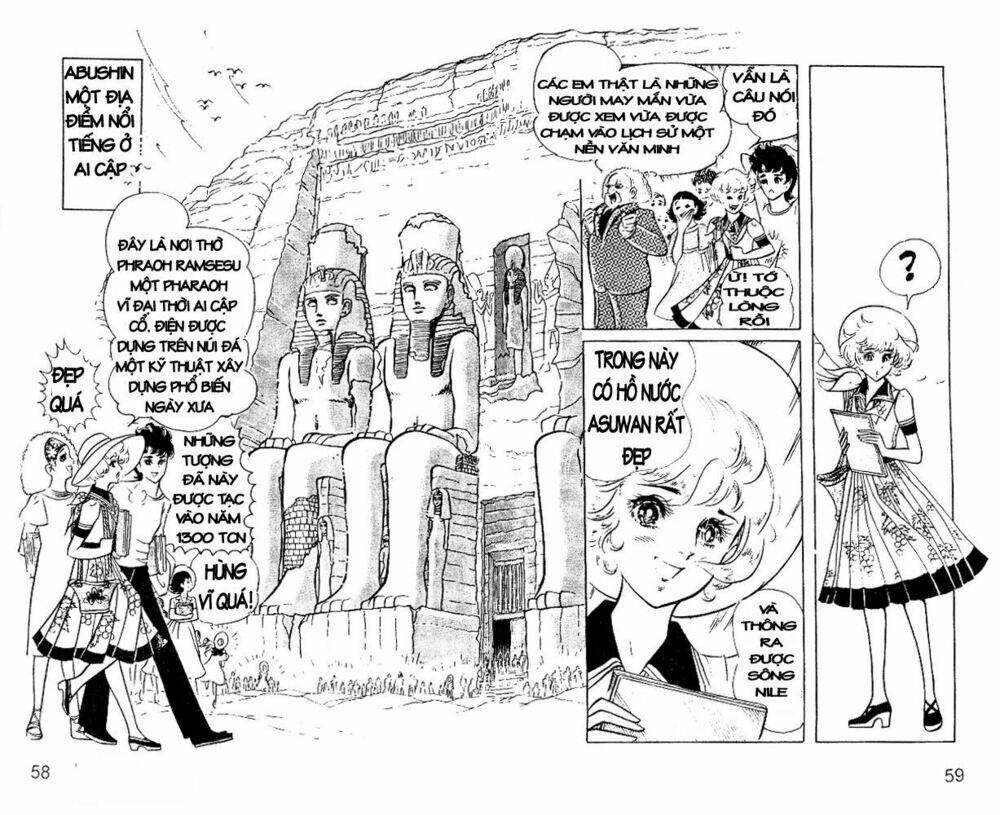 ABUSHIN
MỘT ĐỊA
ĐIỂM NỔI
TIẾNG Ở
AI CẬP
ĐÂY LÀ NƠI THỜ
PHRAOH RAMSESU
MỘT PHARAOH
VĨ ĐẠI THỜI AI CẬP
CỔ, ĐIỆN ĐƯỢC
DỰNG TRÊN NÚI ĐÁ
MỘT KỸ THUẬT XÂY
DỰNG PHỔ BIẾN
NGÀY XƯA
ĐẸP
QUÁ
NHỮNG
TƯỢNG
ĐÃ NÀY
ĐƯỢC TẠC
VÀO NĂM
1300 TCN
HÙNG
VĨ QUÁ!
CÁC EM THẬT LÀ NHỮNG
NGƯỜI MAY MẮN VỪA
ĐƯỢC XEM VỪA ĐƯỢC
CHẠM VÀO LỊCH SỬ MỘT
NỀN VĂN MINH
VẪN LÀ
CÂU NÓI
ĐÓ
Ừ! TỚ
THUỘC
LÒNG
RỒI
TRONG NÀY
CÓ HỒ NƯỚC
ASUWAN RẤT
ĐẸP
VÀ
THÔNG
RA
ĐƯỢC
SÔNG
NILE
?
58
59